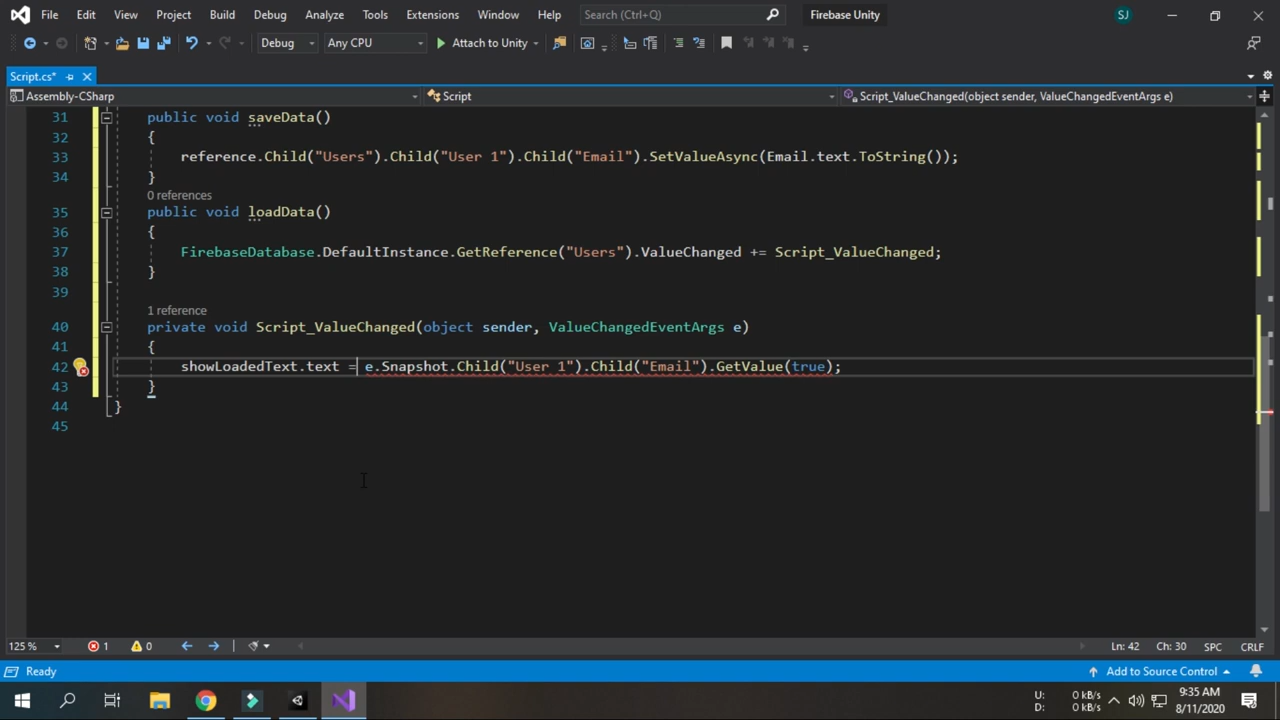 File Edit View Project Build Debug Analyze Tools Extensions Window Help Search (Ctrl+Q) Firebase Unity SJ
Debug Any CPU Attach to Unity
Script.cs*
Assembly-CSharp Script Script_ValueChanged(object sender, ValueChangedEventArgs e)
31 public void saveData()
32 {
33 reference.Child("Users").Child("User 1").Child("Email").SetValueAsync(Email.text.ToString());
34 }
0 references
35 public void loadData()
36 {
37 FirebaseDatabase.DefaultInstance.GetReference("Users").ValueChanged += Script_ValueChanged;
38 }
39
1 reference
40 private void Script_ValueChanged(object sender, ValueChangedEventArgs e)
41 {
42 showLoadedText.text = e.Snapshot.Child("User 1").Child("Email").GetValue(true);
43 }
44 }
45
125 % 1 0 Ln: 42 Ch: 30 SPC CRLF
Ready Add to Source Control
U: 0 kB/s 9:35 AM
D: 0 kB/s 8/11/2020